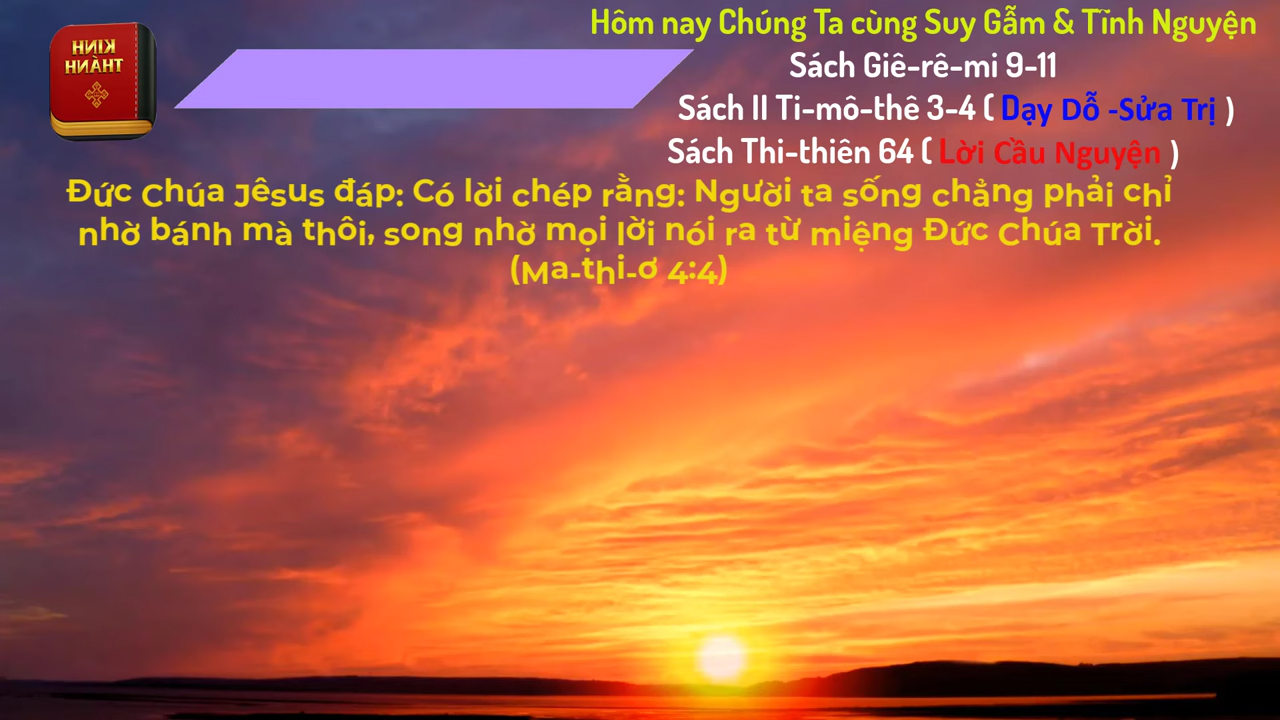 Hôm nay Chúng Ta cùng Suy Gẫm & Tĩnh Nguyện
KINH
THÁNH
Sách Giê-rê-mi 9-11
Sách II Ti-mô-thê 3-4 ( Dạy Dỗ -Sửa Trị )
Sách Thi-thiên 64 ( Lời Cầu Nguyện )
Đức Chúa Jêsus đáp: Có lời chép rằng: Người ta sống chẳng phải chỉ
nhờ bánh mà thôi, song nhờ mọi lời nói ra từ miệng Đức Chúa Trời.
(Ma-thi-ơ 4:4)